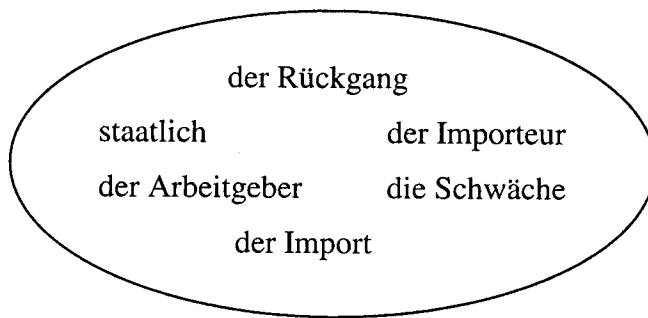 der Rückgang
staatlich der Importeur
der Arbeitgeber die Schwäche
der Import